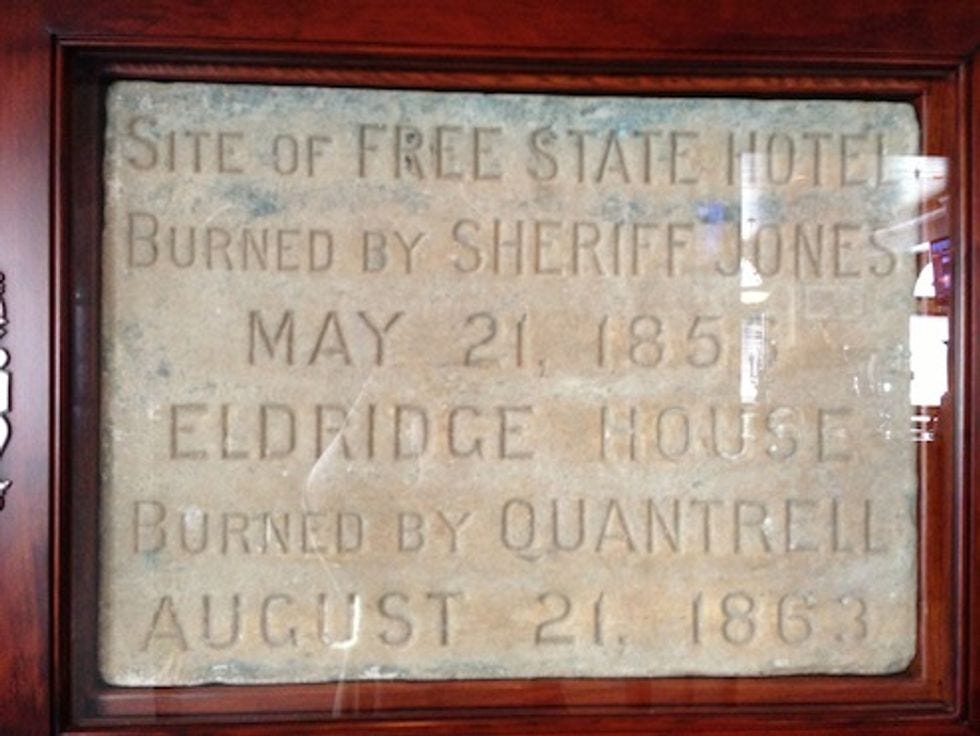 SITE OF FREE STATE HOTEL
BURNED BY SHERIFF JONES
MAY 21, 1856
ELDRIDGE HOUSE
BURNED BY QUANTRELL
AUGUST 21, 1863